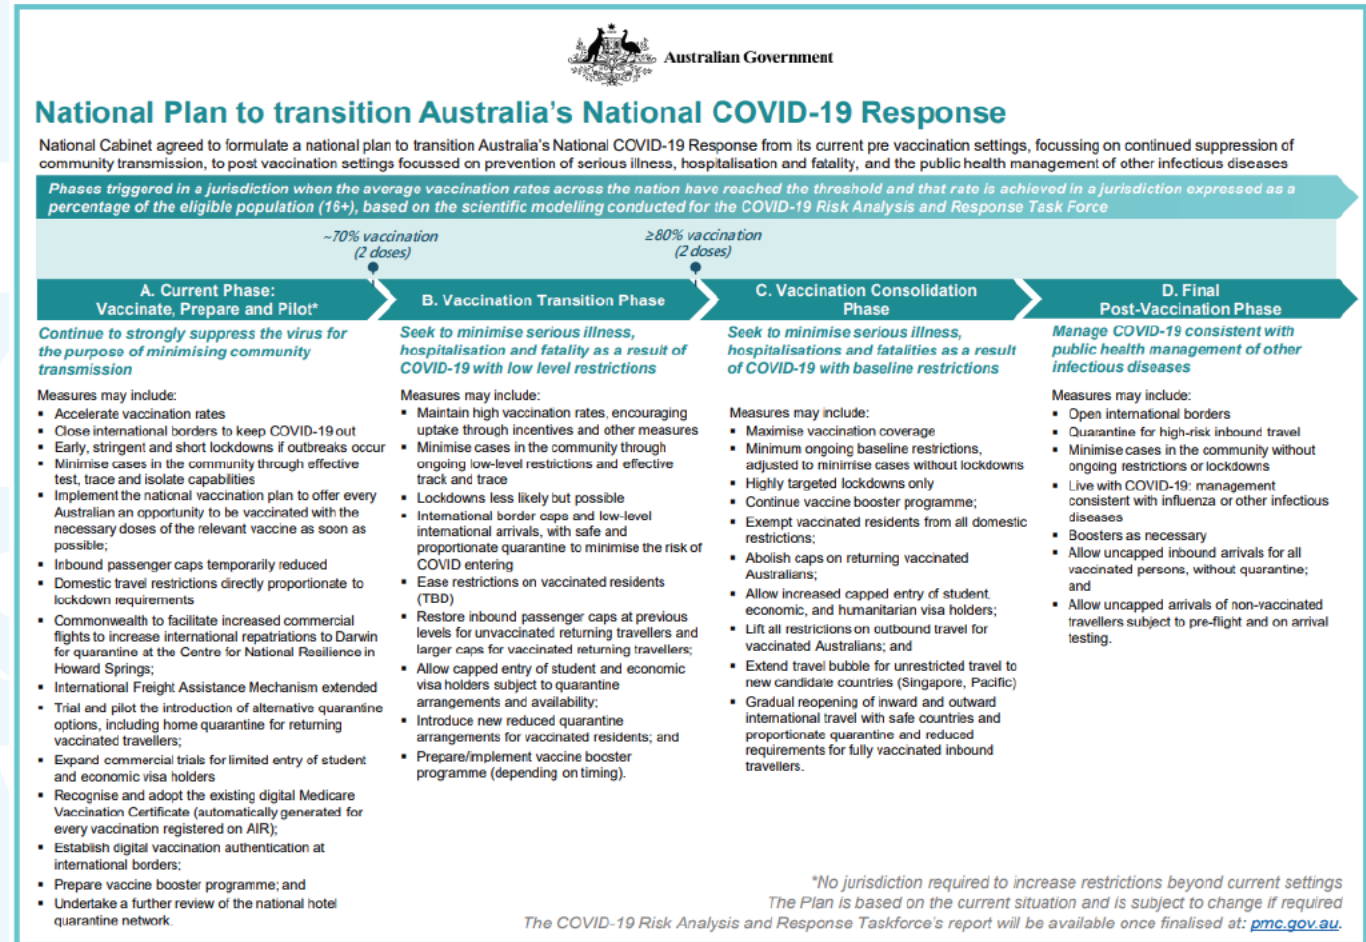 Australian Government
National Plan to transition Australia's National COVID-19 Response
National Cabinet agreed to formulate a national plan to transition Australia's National COVID-19 Response from its current pre vaccination settings, focussing on continued suppression of
community transmission, to post vaccination settings focussed on prevention of serious illness, hospitalisation and fatality, and the public health management of other infectious diseases
Phases triggered in a jurisdiction when the average vaccination rates across the nation have reached the threshold and that rate is achieved in a jurisdiction expressed as a
percentage of the eligible population (16+), based on the scientific modelling conducted for the COVID-19 Risk Analysis and Response Task Force
~70% vaccination
(2 doses)
≥80% vaccination
(2 doses)
A. Current Phase:
Vaccinate, Prepare and Pilot*
Continue to strongly suppress the virus for
the purpose of minimising community
transmission
Measures may include:
▪ Accelerate vaccination rates
▪ Close international borders to keep COVID-19 out
▪ Early, stringent and short lockdowns if outbreaks occur
▪ Minimise cases in the community through effective
test, trace and isolate capabilities
▪ Implement the national vaccination plan to offer every
Australian an opportunity to be vaccinated with the
necessary doses of the relevant vaccine as soon as
possible;
▪ Inbound passenger caps temporarily reduced
▪ Domestic travel restrictions directly proportionate to
lockdown requirements
▪ Commonwealth to facilitate increased commercial
flights to increase international repatriations to Darwin
for quarantine at the Centre for National Resilience in
Howard Springs;
▪ International Freight Assistance Mechanism extended
▪ Trial and pilot the introduction of alternative quarantine
options, including home quarantine for returning
vaccinated travellers;
▪ Expand commercial trials for limited entry of student
and economic visa holders
▪ Recognise and adopt the existing digital Medicare
Vaccination Certificate (automatically generated for
every vaccination registered on AIR);
▪ Establish digital vaccination authentication at
international borders;
▪ Prepare vaccine booster programme; and
▪ Undertake a further review of the national hotel
quarantine network.
B. Vaccination Transition Phase
Seek to minimise serious illness,
hospitalisation and fatality as a result of
COVID-19 with low level restrictions
Measures may include:
▪ Maintain high vaccination rates, encouraging
uptake through incentives and other measures
▪ Minimise cases in the community through
ongoing low-level restrictions and effective
track and trace
▪ Lockdowns less likely but possible
▪ International border caps and low-level
international arrivals, with safe and
proportionate quarantine to minimise the risk of
COVID entering
▪ Ease restrictions on vaccinated residents
(TBD)
▪ Restore inbound passenger caps at previous
levels for unvaccinated returning travellers and
larger caps for vaccinated returning travellers;
▪ Allow capped entry of student and economic
visa holders subject to quarantine
arrangements and availability;
▪ Introduce new reduced quarantine
arrangements for vaccinated residents; and
▪ Prepare/implement vaccine booster
programme (depending on timing).
C. Vaccination Consolidation
Phase
Seek to minimise serious illness,
hospitalisations and fatalities as a result
of COVID-19 with baseline restrictions
Measures may include:
▪ Maximise vaccination coverage
▪ Minimum ongoing baseline restrictions,
adjusted to minimise cases without lockdowns
▪ Highly targeted lockdowns only
▪ Continue vaccine booster programme;
▪ Exempt vaccinated residents from all domestic
restrictions;
▪ Abolish caps on returning vaccinated
Australians;
▪ Allow increased capped entry of student,
economic, and humanitarian visa holders;
▪ Lift all restrictions on outbound travel for
vaccinated Australians; and
▪ Extend travel bubble for unrestricted travel to
new candidate countries (Singapore, Pacific)
▪ Gradual reopening of inward and outward
international travel with safe countries and
proportionate quarantine and reduced
requirements for fully vaccinated inbound
travellers.
D. Final
Post-Vaccination Phase
Manage COVID-19 consistent with
public health management of other
infectious diseases
Measures may include:
▪ Open international borders
▪ Quarantine for high-risk inbound travel
▪ Minimise cases in the community without
ongoing restrictions or lockdowns
▪ Live with COVID-19: management
consistent with influenza or other infectious
diseases
▪ Boosters as necessary
▪ Allow uncapped inbound arrivals for all
vaccinated persons, without quarantine;
and
▪ Allow uncapped arrivals of non-vaccinated
travellers subject to pre-flight and on arrival
testing.
*No jurisdiction required to increase restrictions beyond current settings
The Plan is based on the current situation and is subject to change if required
The COVID-19 Risk Analysis and Response Taskforce's report will be available once finalised at: pmc.gov.au.